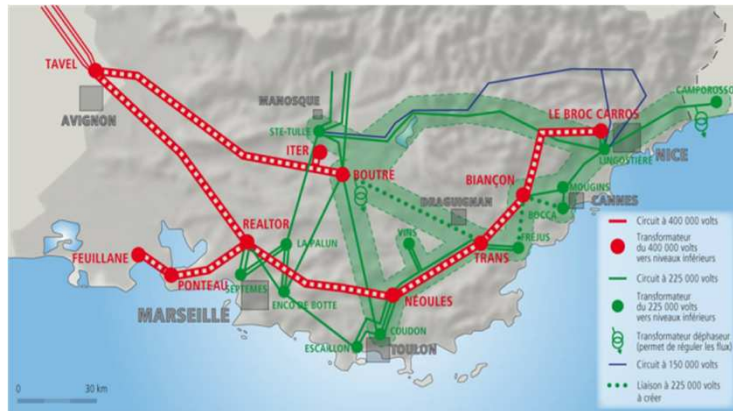 TAVEL
AVIGNON
MANOSQUE
STE-TULLE
ITER
BOUTRE
CAMPOROSSO
LE BROC CARROS
NICE
LINGOSTIÈRE
BIANÇON
MOUGINS
CANNES
BOCCA
DRAGUIGNAN
FRÉJUS
TRANS
VINS
REALTOR
LA PALUN
FEUILLANE
PONTEAU
SEPTEMES
ENCO DE BOTTE
MARSEILLE
NÉOULES
COUDON
ESCAILLON
TOULON
0 30 km
Circuit à 400 000 volts
Transformateur
du 400 000 volts
vers niveaux inférieurs
Circuit à 225 000 volts
Transformateur
du 225 000 volts
vers niveaux inférieurs
Transformateur déphaseur
(permet de réguler les flux)
Circuit à 150 000 volts
Liaison à 225 000 volts
à créer